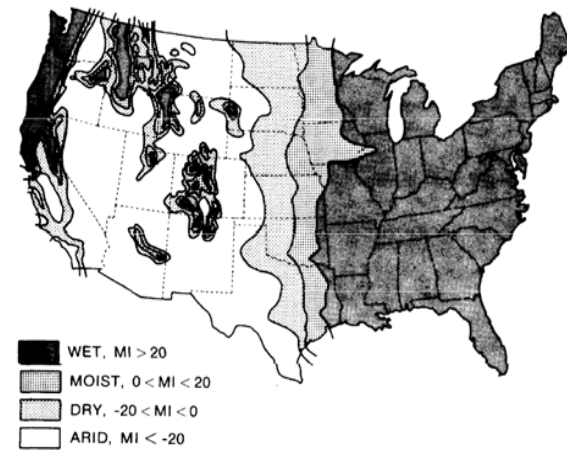 WET, MI > 20
MOIST, 0 < MI < 20
DRY, -20 < MI < 0
ARID, MI < -20